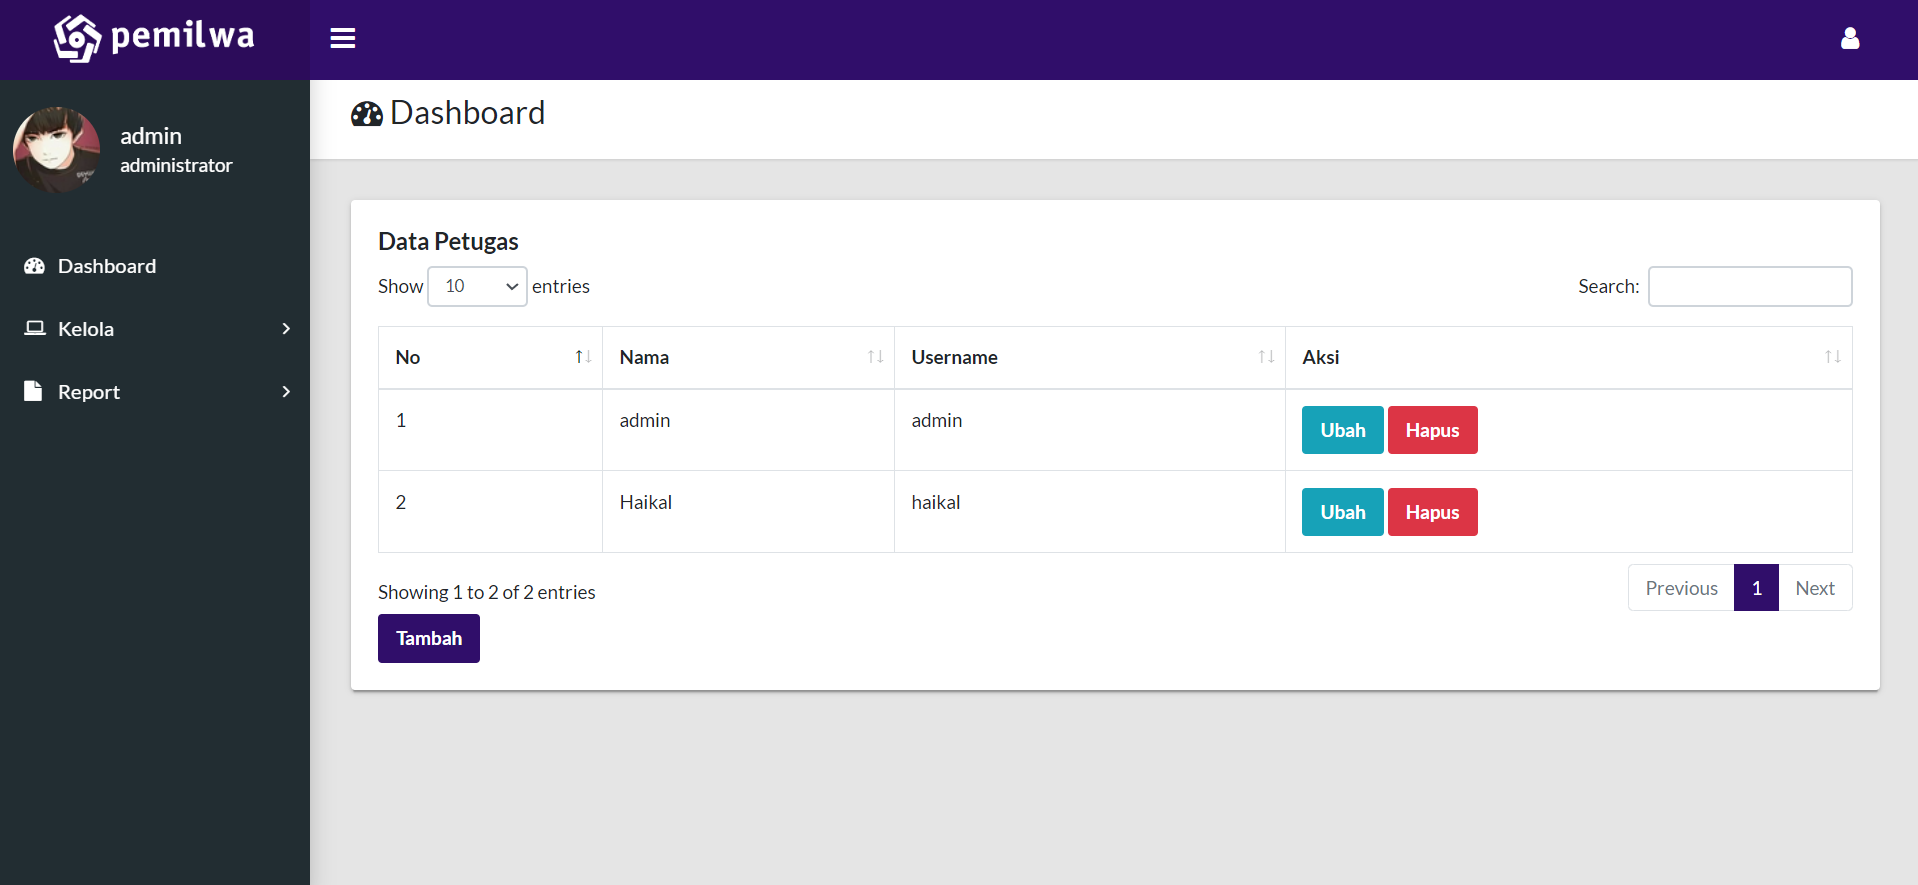 pemilwa
admin
administrator
Dashboard
Kelola
Report
Dashboard
Data Petugas
Show 10 entries
Search:
No Nama Username Aksi
1 admin admin Ubah Hapus
2 Haikal haikal Ubah Hapus
Showing 1 to 2 of 2 entries
Previous 1 Next
Tambah